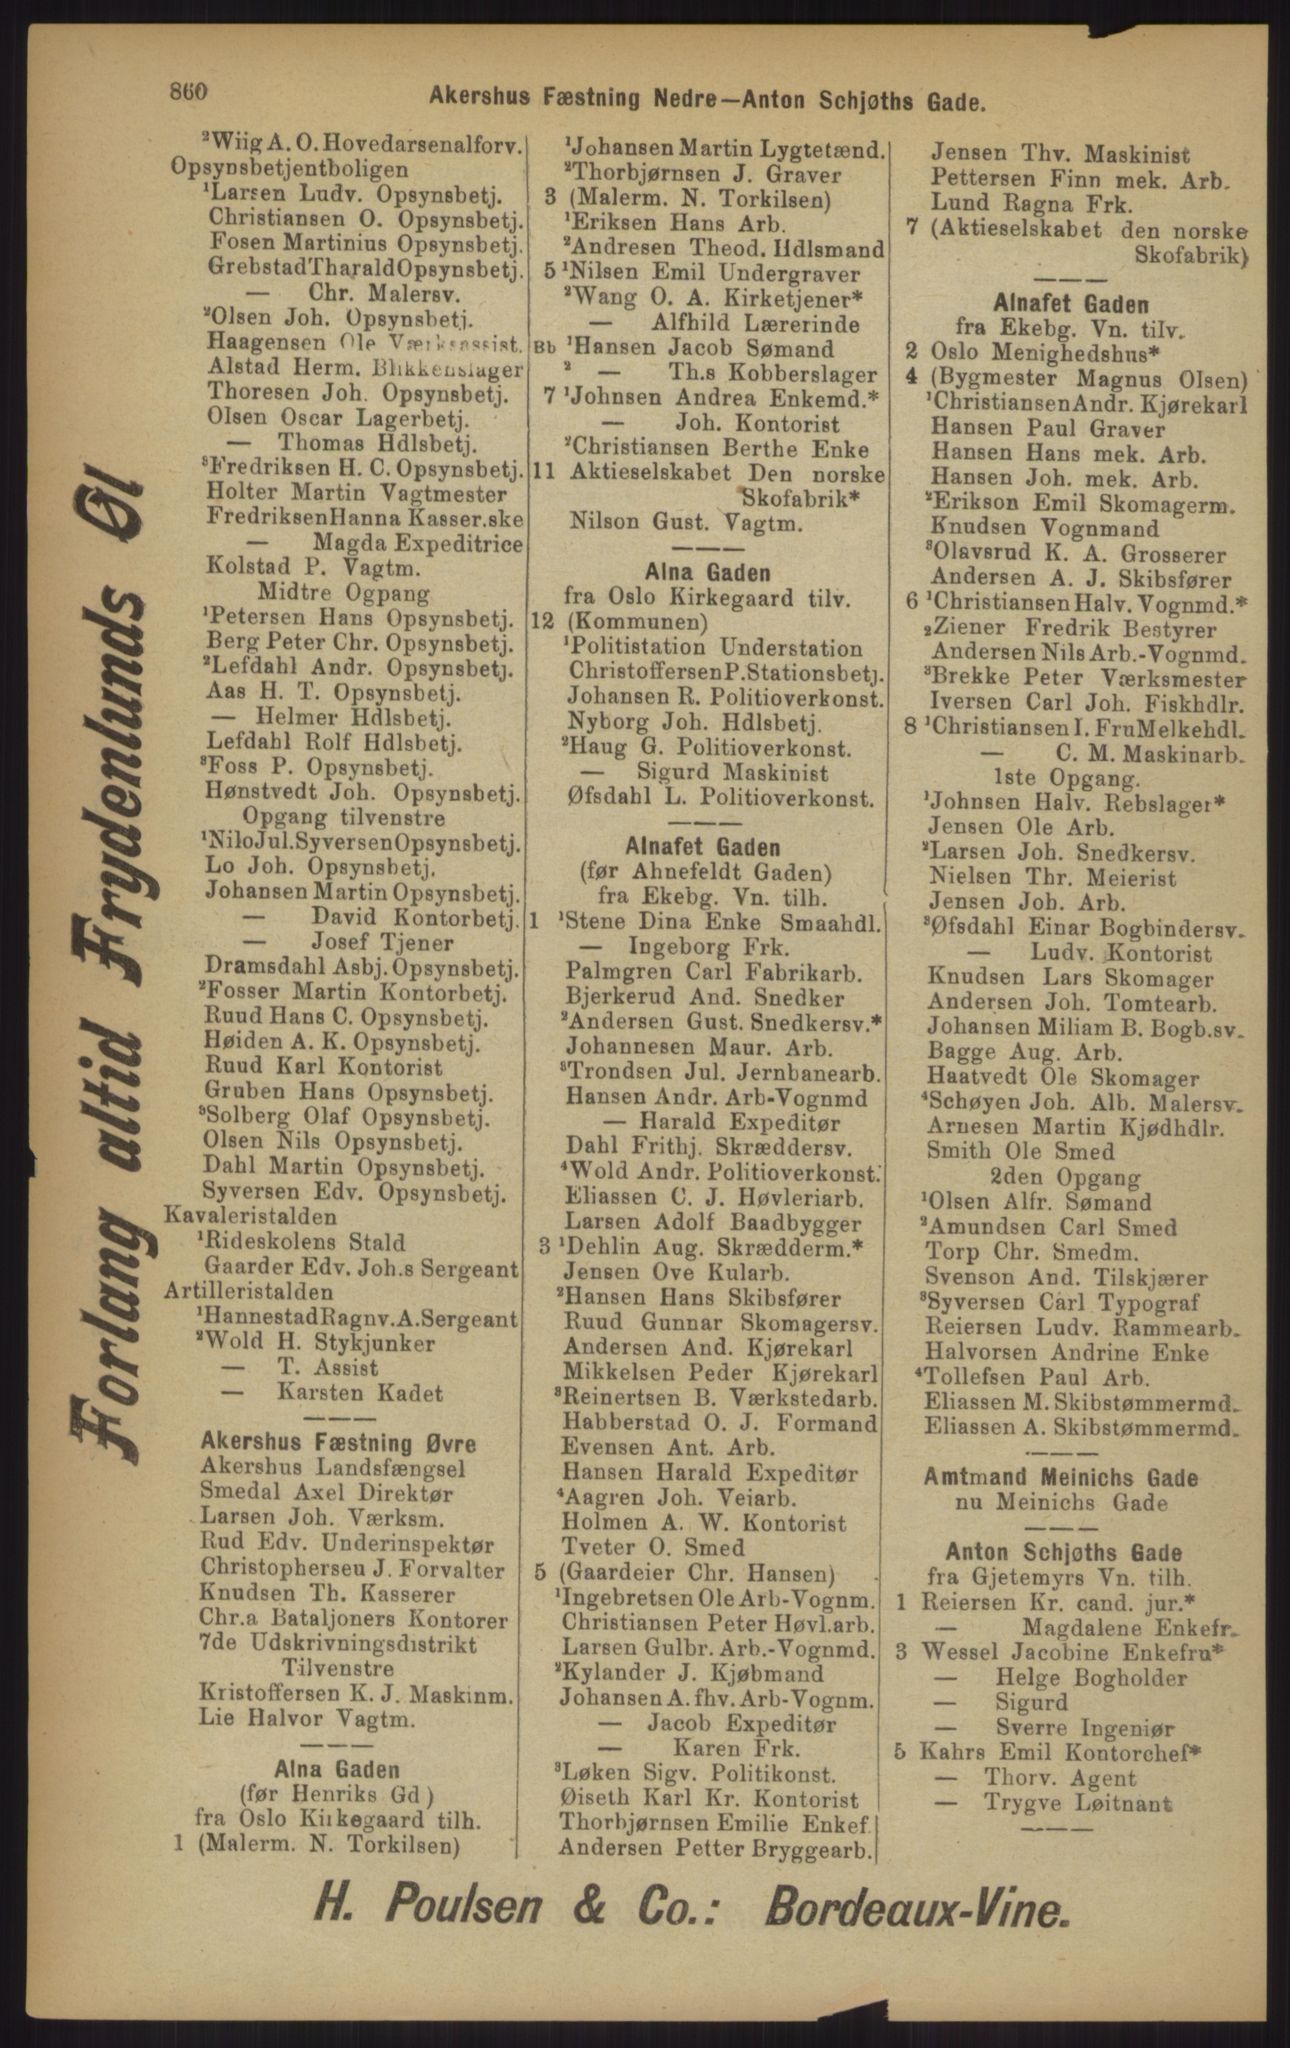 860
Akershus Fæstning Nedre—Anton Schjøths Gade.
²Wiig A. O. Hovedarsenalforv.
Opsynsbetjentboligen
¹Larsen Ludv. Opsynsbetj.
Christiansen O. Opsynsbetj.
Fosen Martinius Opsynsbetj.
Grebstad Tharald Opsynsbetj.
— Chr. Malersv.
²Olsen Joh. Opsynsbetj.
Haagensen Ole Værksassist.
Alstad Herm. Blikkenslager
Thoresen Joh. Opsynsbetj.
Olsen Oscar Lagerbetj.
— Thomas Hdlsbetj.
³Fredriksen H. C. Opsynsbetj.
Holter Martin Vagtmester
Fredriksen Hanna Kasser.ske
— Magda Expeditrice
Kolstad P. Vagtm.
Midtre Ogpang
¹Petersen Hans Opsynsbetj.
Berg Peter Chr. Opsynsbetj.
²Lefdahl Andr. Opsynsbetj.
Aas H. T. Opsynsbetj.
— Helmer Hdlsbetj.
Lefdahl Rolf Hdlsbetj.
³Foss P. Opsynsbetj.
Hønstvedt Joh. Opsynsbetj.
Opgang tilvenstre
¹Nilo Jul. Syversen Opsynsbetj.
Lo Joh. Opsynsbetj.
Johansen Martin Opsynsbetj.
— David Kontorbetj.
— Josef Tjener
Dramsdahl Asbj. Opsynsbetj.
²Fosser Martin Kontorbetj.
Ruud Hans C. Opsynsbetj.
Høiden A. K. Opsynsbetj.
Ruud Karl Kontorist
Gruben Hans Opsynsbetj.
³Solberg Olaf Opsynsbetj.
Olsen Nils Opsynsbetj.
Dahl Martin Opsynsbetj.
Syversen Edv. Opsynsbetj.
Kavaleristalden
¹Rideskolens Stald
Gaarder Edv. Joh.s Sergeant
Artilleristalden
¹Hannestad Ragnv. A. Sergeant
²Wold H. Stykjunker
— T. Assist
— Karsten Kadet
Akershus Fæstning Øvre
Akershus Landsfængsel
Smedal Axel Direktør
Larsen Joh. Værksm.
Rud Edv. Underinspektør
Christopherseu J. Forvalter
Knudsen Th. Kasserer
Chr.a Bataljoners Kontorer
7de Udskrivningsdistrikt
Tilvenstre
Kristoffersen K. J. Maskinm.
Lie Halvor Vagtm.
Alna Gaden
(før Henriks Gd)
fra Oslo Kirkegaard tilh.
1 (Malerm. N. Torkilsen)
¹Johansen Martin Lygtetænd.
²Thorbjørnsen J. Graver
3 (Malerm. N. Torkilsen)
¹Eriksen Hans Arb.
²Andresen Theod. Hdlsmand
5 ¹Nilsen Emil Undergraver
²Wang O. A. Kirketjener*
— Alfhild Lærerinde
Bb ¹Hansen Jacob Sømand
² — Th.s Kobberslager
7 ¹Johnsen Andrea Enkemd.*
— Joh. Kontorist
²Christiansen Berthe Enke
11 Aktieselskabet Den norske
Skofabrik*
Nilson Gust. Vagtm.
Alna Gaden
fra Oslo Kirkegaard tilv.
12 (Kommunen)
¹Politistation Understation
Christoffersen P. Stationsbetj.
Johansen R. Politioverkonst.
Nyborg Joh. Hdlsbetj.
²Haug G. Politioverkonst.
— Sigurd Maskinist
Øfsdahl L. Politioverkonst.
Alnafet Gaden
(før Ahnefeldt Gaden)
fra Ekebg. Vn. tilh.
1 ¹Stene Dina Enke Smaahdl.
— Ingeborg Frk.
Palmgren Carl Fabrikarb.
Bjerkerud And. Snedker
²Andersen Gust. Snedkersv.*
Johannesen Maur. Arb.
³Trondsen Jul. Jernbanearb.
Hansen Andr. Arb-Vognmd
— Harald Expeditør
Dahl Frithj. Skræddersv.
⁴Wold Andr. Politioverkonst.
Eliassen C. J. Høvleriarb.
Larsen Adolf Baadbygger
3 ¹Dehlin Aug. Skrædderm.*
Jensen Ove Kularb.
²Hansen Hans Skibsfører
Ruud Gunnar Skomagersv.
Andersen And. Kjørekarl
Mikkelsen Peder Kjørekarl
³Reinertsen B. Værkstedarb.
Habberstad O. J. Formand
Evensen Ant. Arb.
Hansen Harald Expeditør
⁴Aagren Joh. Veiarb.
Holmen A. W. Kontorist
Tveter O. Smed
5 (Gaardeier Chr. Hansen)
¹Ingebretsen Ole Arb-Vognm.
Christiansen Peter Høvl.arb.
Larsen Gulbr. Arb.-Vognmd.
²Kylander J. Kjøbmand
Johansen A. fhv. Arb-Vognm.
— Jacob Expeditør
— Karen Frk.
³Løken Sigv. Politikonst.
Øiseth Karl Kr. Kontorist
Thorbjørnsen Emilie Enkef.
Andersen Petter Bryggearb.
Jensen Thv. Maskinist
Pettersen Finn mek. Arb.
Lund Ragna Frk.
7 (Aktieselskabet den norske
Skofabrik)
Alnafet Gaden
fra Ekebg. Vn. tilv.
2 Oslo Menighedshus*
4 (Bygmester Magnus Olsen)
¹Christiansen Andr. Kjørekarl
Hansen Paul Graver
Hansen Hans mek. Arb.
Hansen Joh. mek. Arb.
²Erikson Emil Skomagerm.
Knudsen Vognmand
³Olavsrud K. A. Grosserer
Andersen A. J. Skibsfører
6 ¹Christiansen Halv. Vognmd.*
₂Ziener Fredrik Bestyrer
Andersen Nils Arb.-Vognmd.
³Brekke Peter Værksmester
Iversen Carl Joh. Fiskhdlr.
8 ¹Christiansen I. Fru Melkehdl.
— C. M. Maskinarb.
1ste Opgang.
¹Johnsen Halv. Rebslager*
Jensen Ole Arb.
²Larsen Joh. Snedkersv.
Nielsen Thr. Meierist
Jensen Joh. Arb.
³Øfsdahl Einar Bogbindersv.
— Ludv. Kontorist
Knudsen Lars Skomager
Andersen Joh. Tomtearb.
Johansen Miliam B. Bogb.sv.
Bagge Aug. Arb.
Haatvedt Ole Skomager
⁴Schøyen Joh. Alb. Malersv.
Arnesen Martin Kjødhdlr.
Smith Ole Smed
2den Opgang
¹Olsen Alfr. Sømand
²Amundsen Carl Smed
Torp Chr. Smedm.
Svenson And. Tilskjærer
³Syversen Carl Typograf
Reiersen Ludv. Rammearb.
Halvorsen Andrine Enke
⁴Tollefsen Paul Arb.
Eliassen M. Skibstømmermd.
Eliassen A. Skibstømmermd.
Amtmand Meinichs Gade
nu Meinichs Gade
Anton Schjøths Gade
fra Gjetemyrs Vn. tilh.
1 Reiersen Kr. cand. jur.*
— Magdalene Enkefr.
3 Wessel Jacobine Enkefru*
— Helge Bogholder
— Sigurd
— Sverre Ingeniør
5 Kahrs Emil Kontorchef*
— Thorv. Agent
— Trygve Løitnant
Forlang altid Frydenlunds Øl
H. Poulsen & Co.: Bordeaux-Vine.